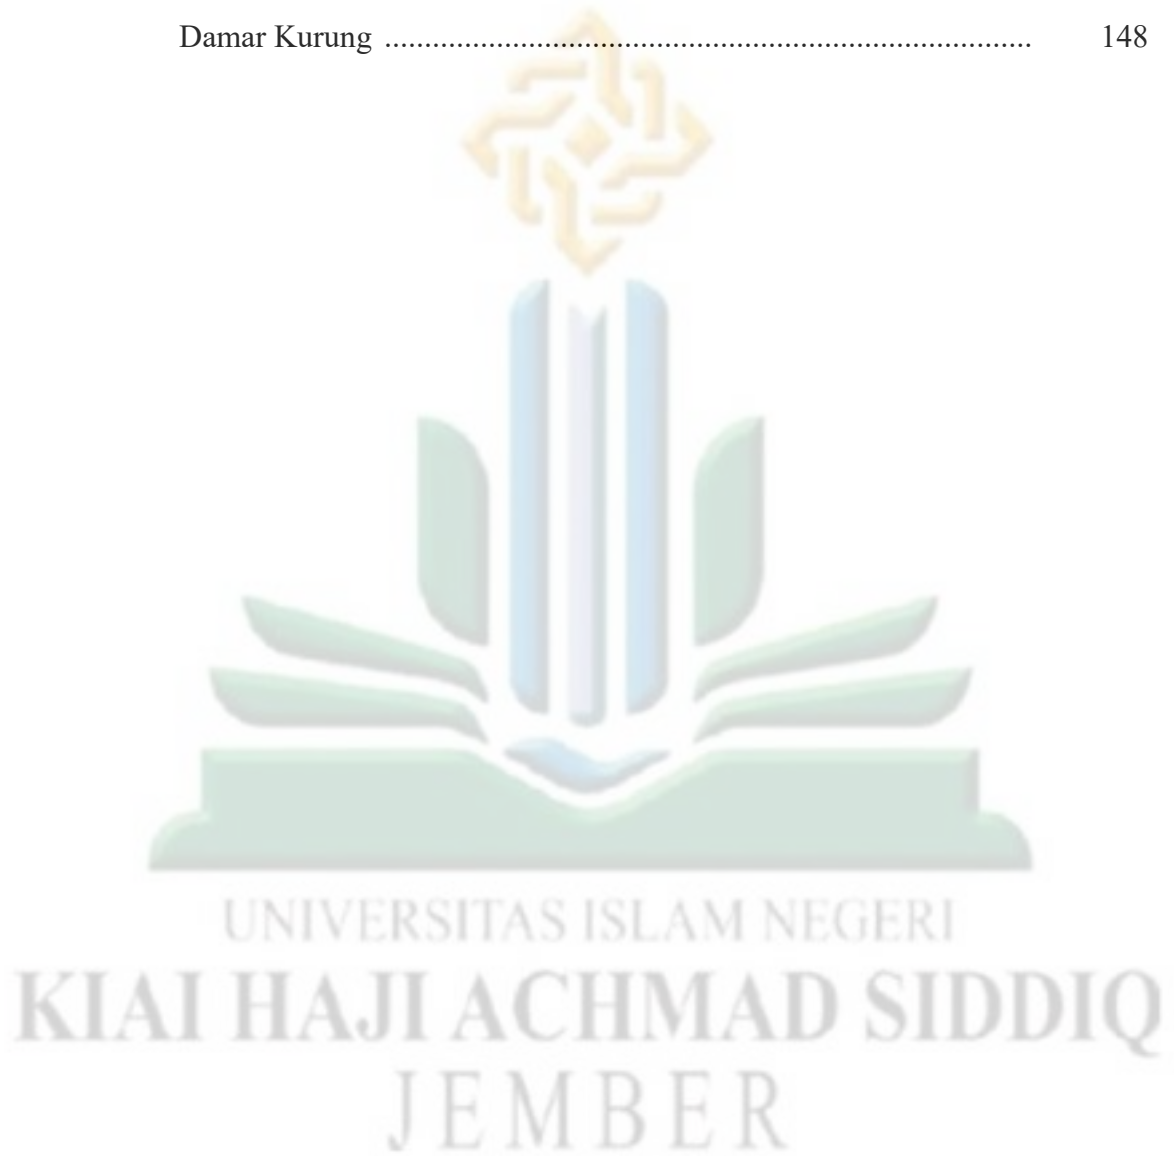 Damar Kurung ................................................................................ 148
UNIVERSITAS ISLAM NEGERI
KIAI HAJI ACHMAD SIDDIQ
JEMBER